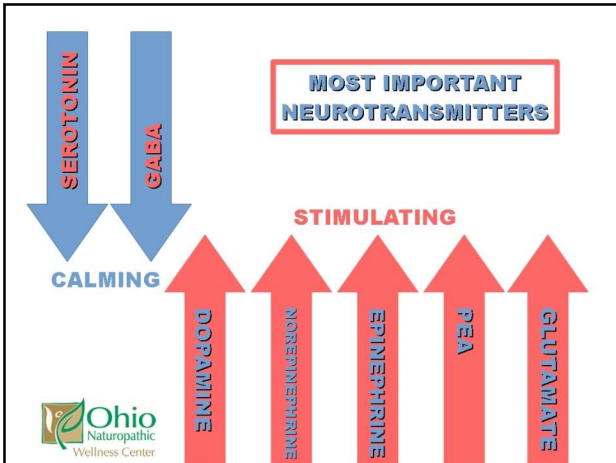 SEROTONIN
GABA
MOST IMPORTANT
NEUROTRANSMITTERS
CALMING
STIMULATING
DOPAMINE
NOREPINEPHRINE
EPINEPHRINE
PEA
GLUTAMATE
Ohio
Naturopathic
Wellness Center